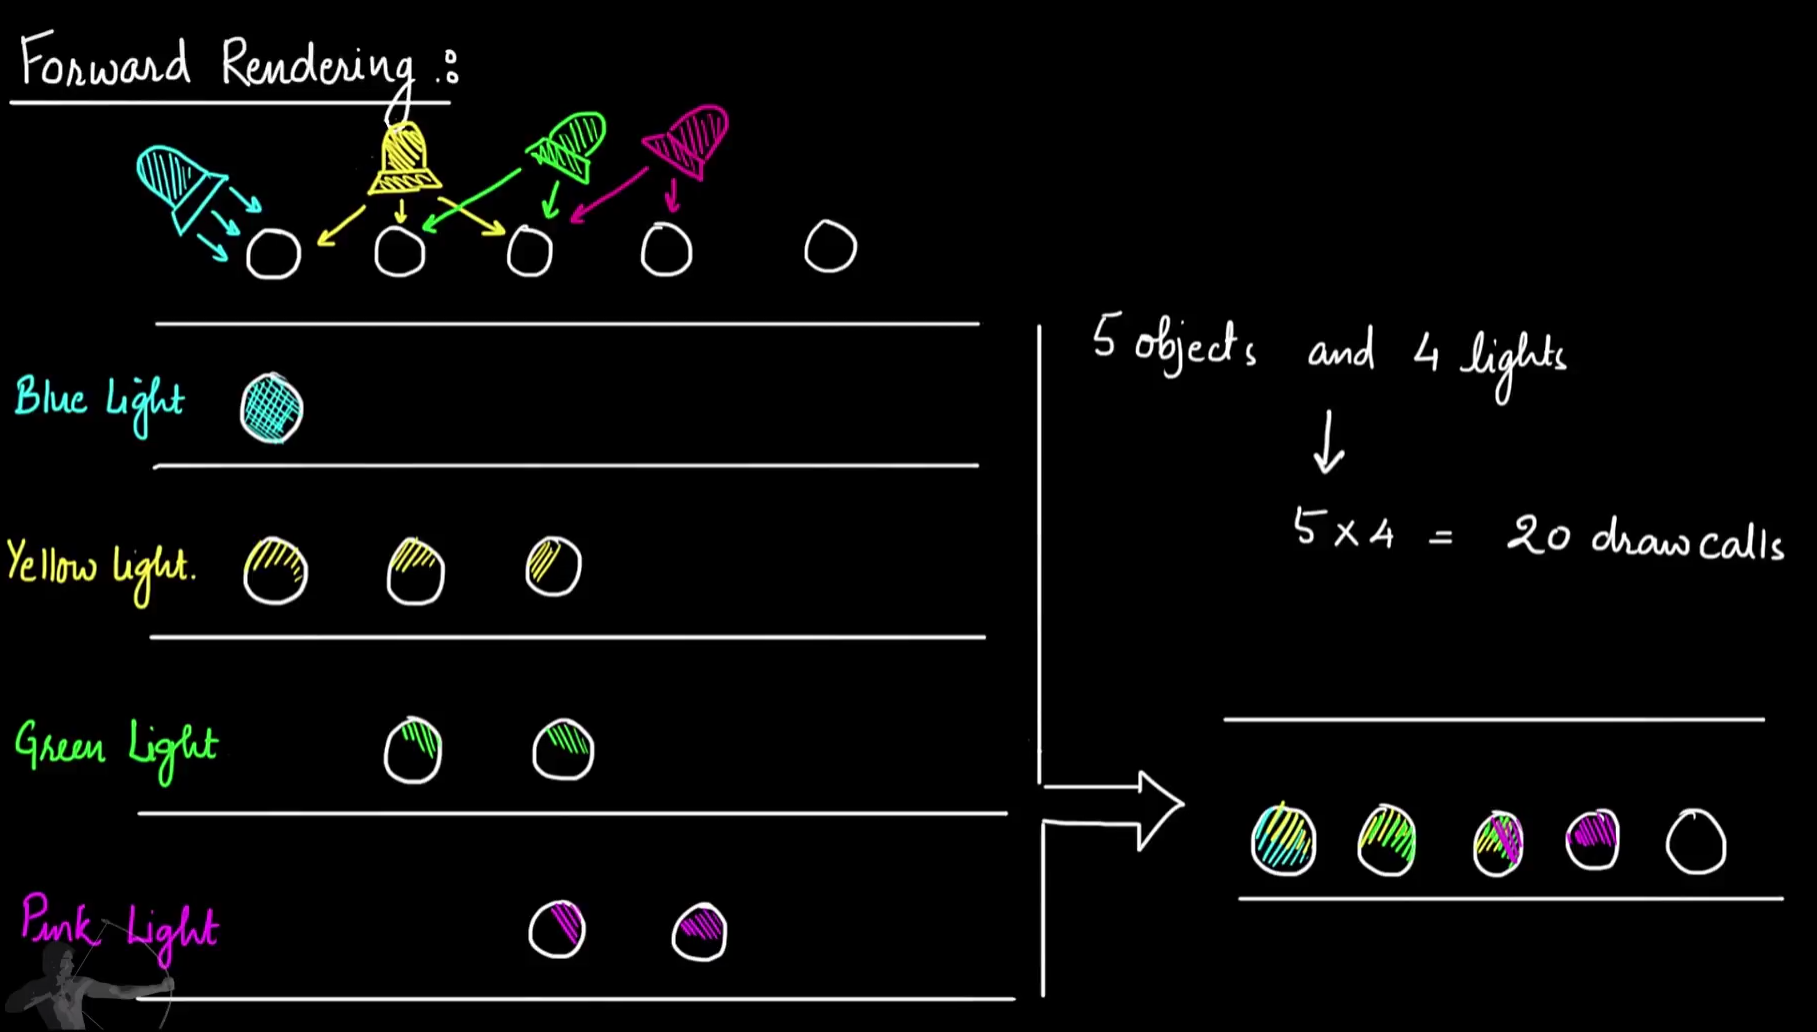 Forward Rendering :
5 objects and 4 lights
5 x 4 = 20 draw calls
Blue Light
Yellow light.
Green Light
Pink Light